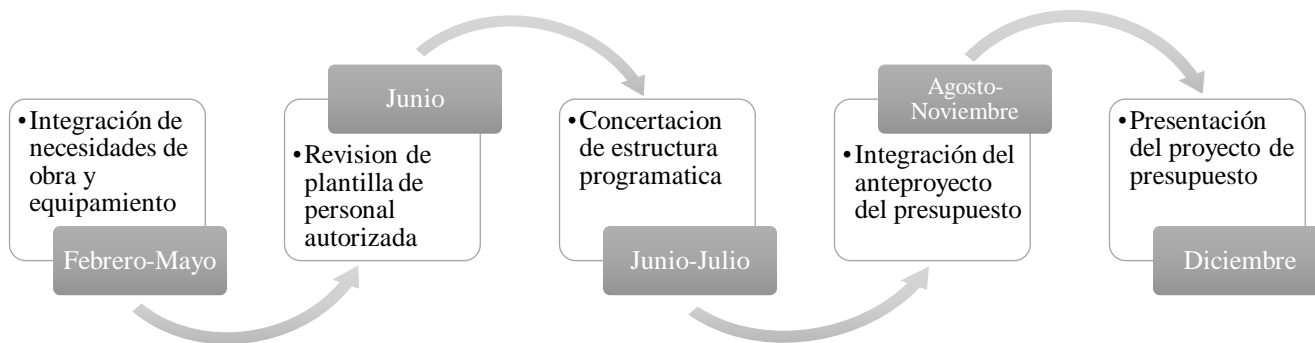 •Integración de
necesidades de
obra y
equipamiento
Febrero-Mayo
Junio
•Revision de
plantilla de
personal
autorizada
•Concertacion
de estructura
programatica
Junio-Julio
Agosto-
Noviembre
•Integración del
anteproyecto
del presupuesto
•Presentación
del proyecto de
presupuesto
Diciembre